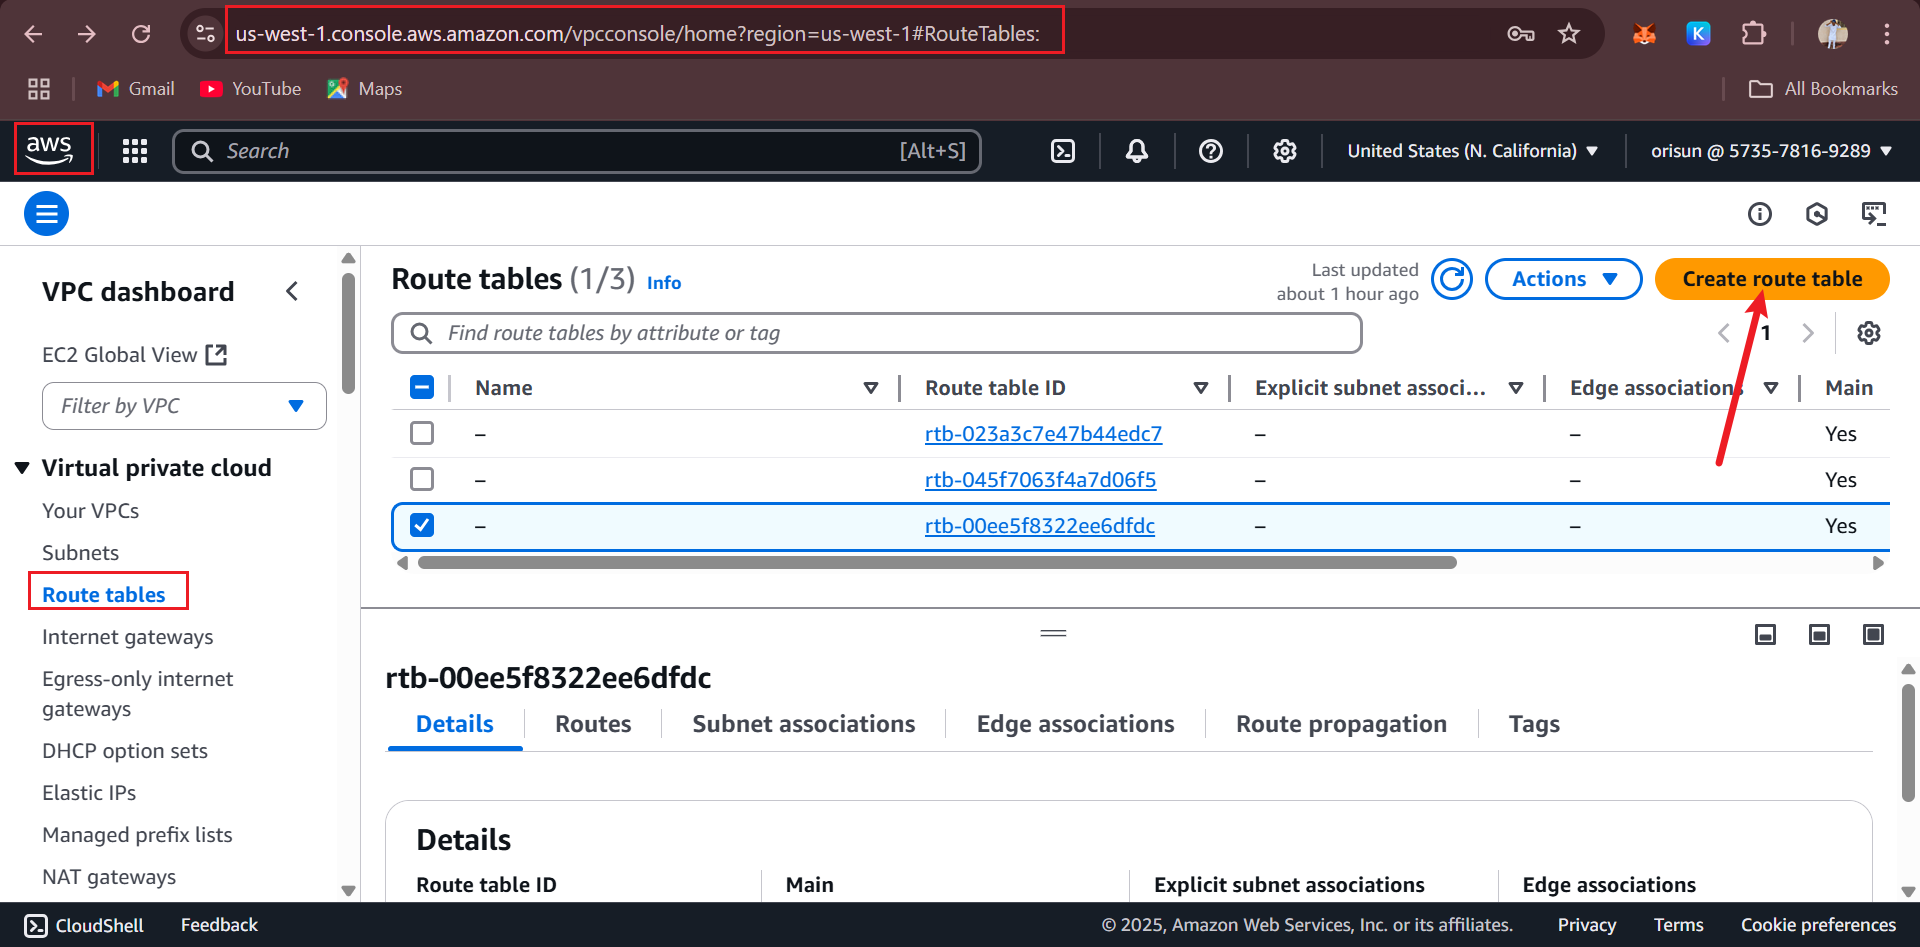 us-west-1.console.aws.amazon.com/vpcconsole/home?region=us-west-1#RouteTables:
K
Gmail
YouTube
Maps
All Bookmarks
aws
Search
[Alt+S]
United States (N. California)
orisun @ 5735-7816-9289
VPC dashboard
EC2 Global View
Filter by VPC
Virtual private cloud
Your VPCs
Subnets
Route tables
Internet gateways
Egress-only internet
gateways
DHCP option sets
Elastic IPs
Managed prefix lists
NAT gateways
Route tables (1/3) Info
Last updated
about 1 hour ago
Actions
Create route table
Find route tables by attribute or tag
1
Name Route table ID Explicit subnet associ... Edge associations Main
– rtb-023a3c7e47b44edc7 – – Yes
– rtb-045f7063f4a7d06f5 – – Yes
– rtb-00ee5f8322ee6dfdc – – Yes
rtb-00ee5f8322ee6dfdc
Details Routes Subnet associations Edge associations Route propagation Tags
Details
Route table ID Main Explicit subnet associations Edge associations
CloudShell Feedback © 2025, Amazon Web Services, Inc. or its affiliates. Privacy Terms Cookie preferences